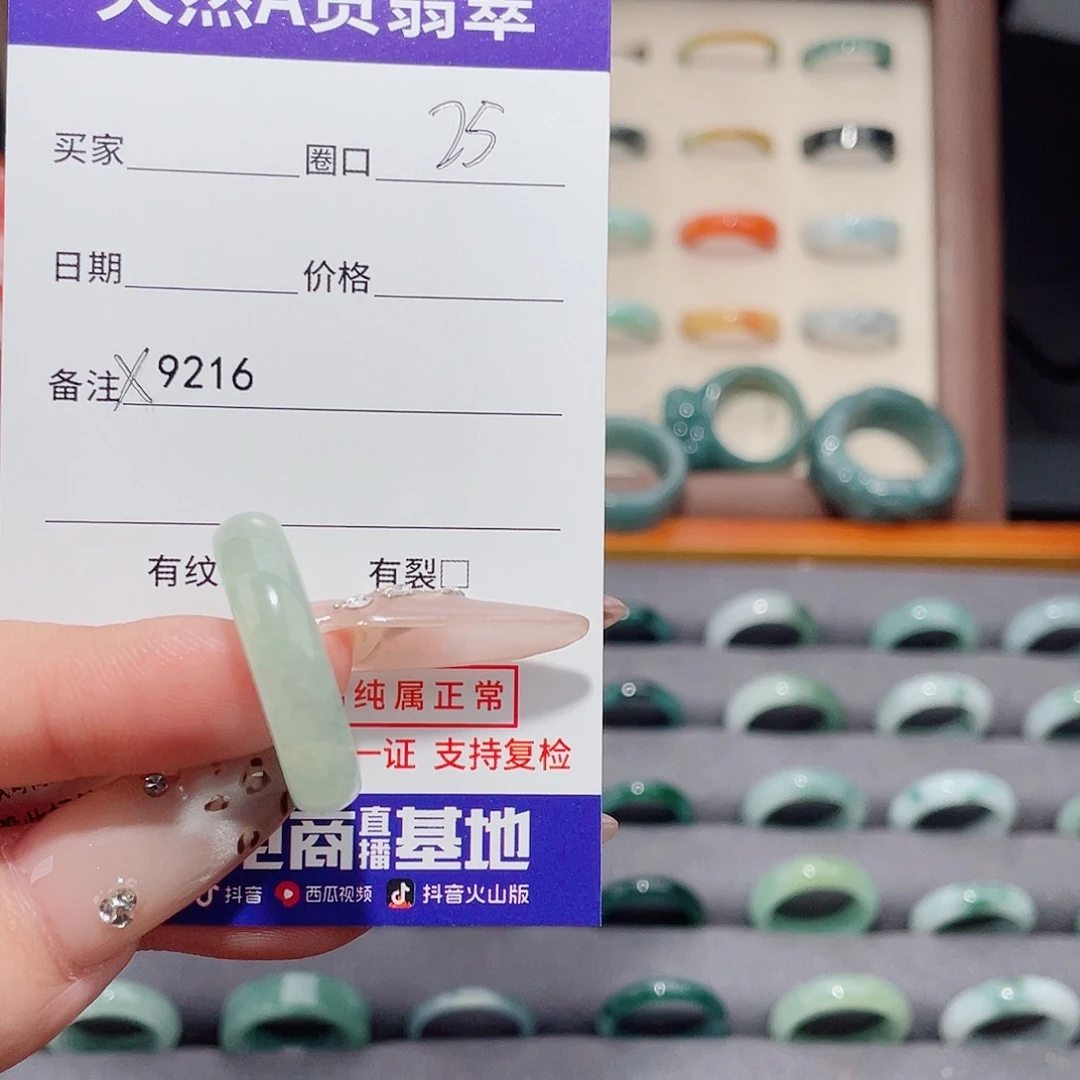 天然A货翡翠
买家 圈口 25
日期 价格
备注 X 9216
有纹 有裂□
纯属正常
一证 支持复检
电商直播基地
抖音 西瓜视频 抖音火山版